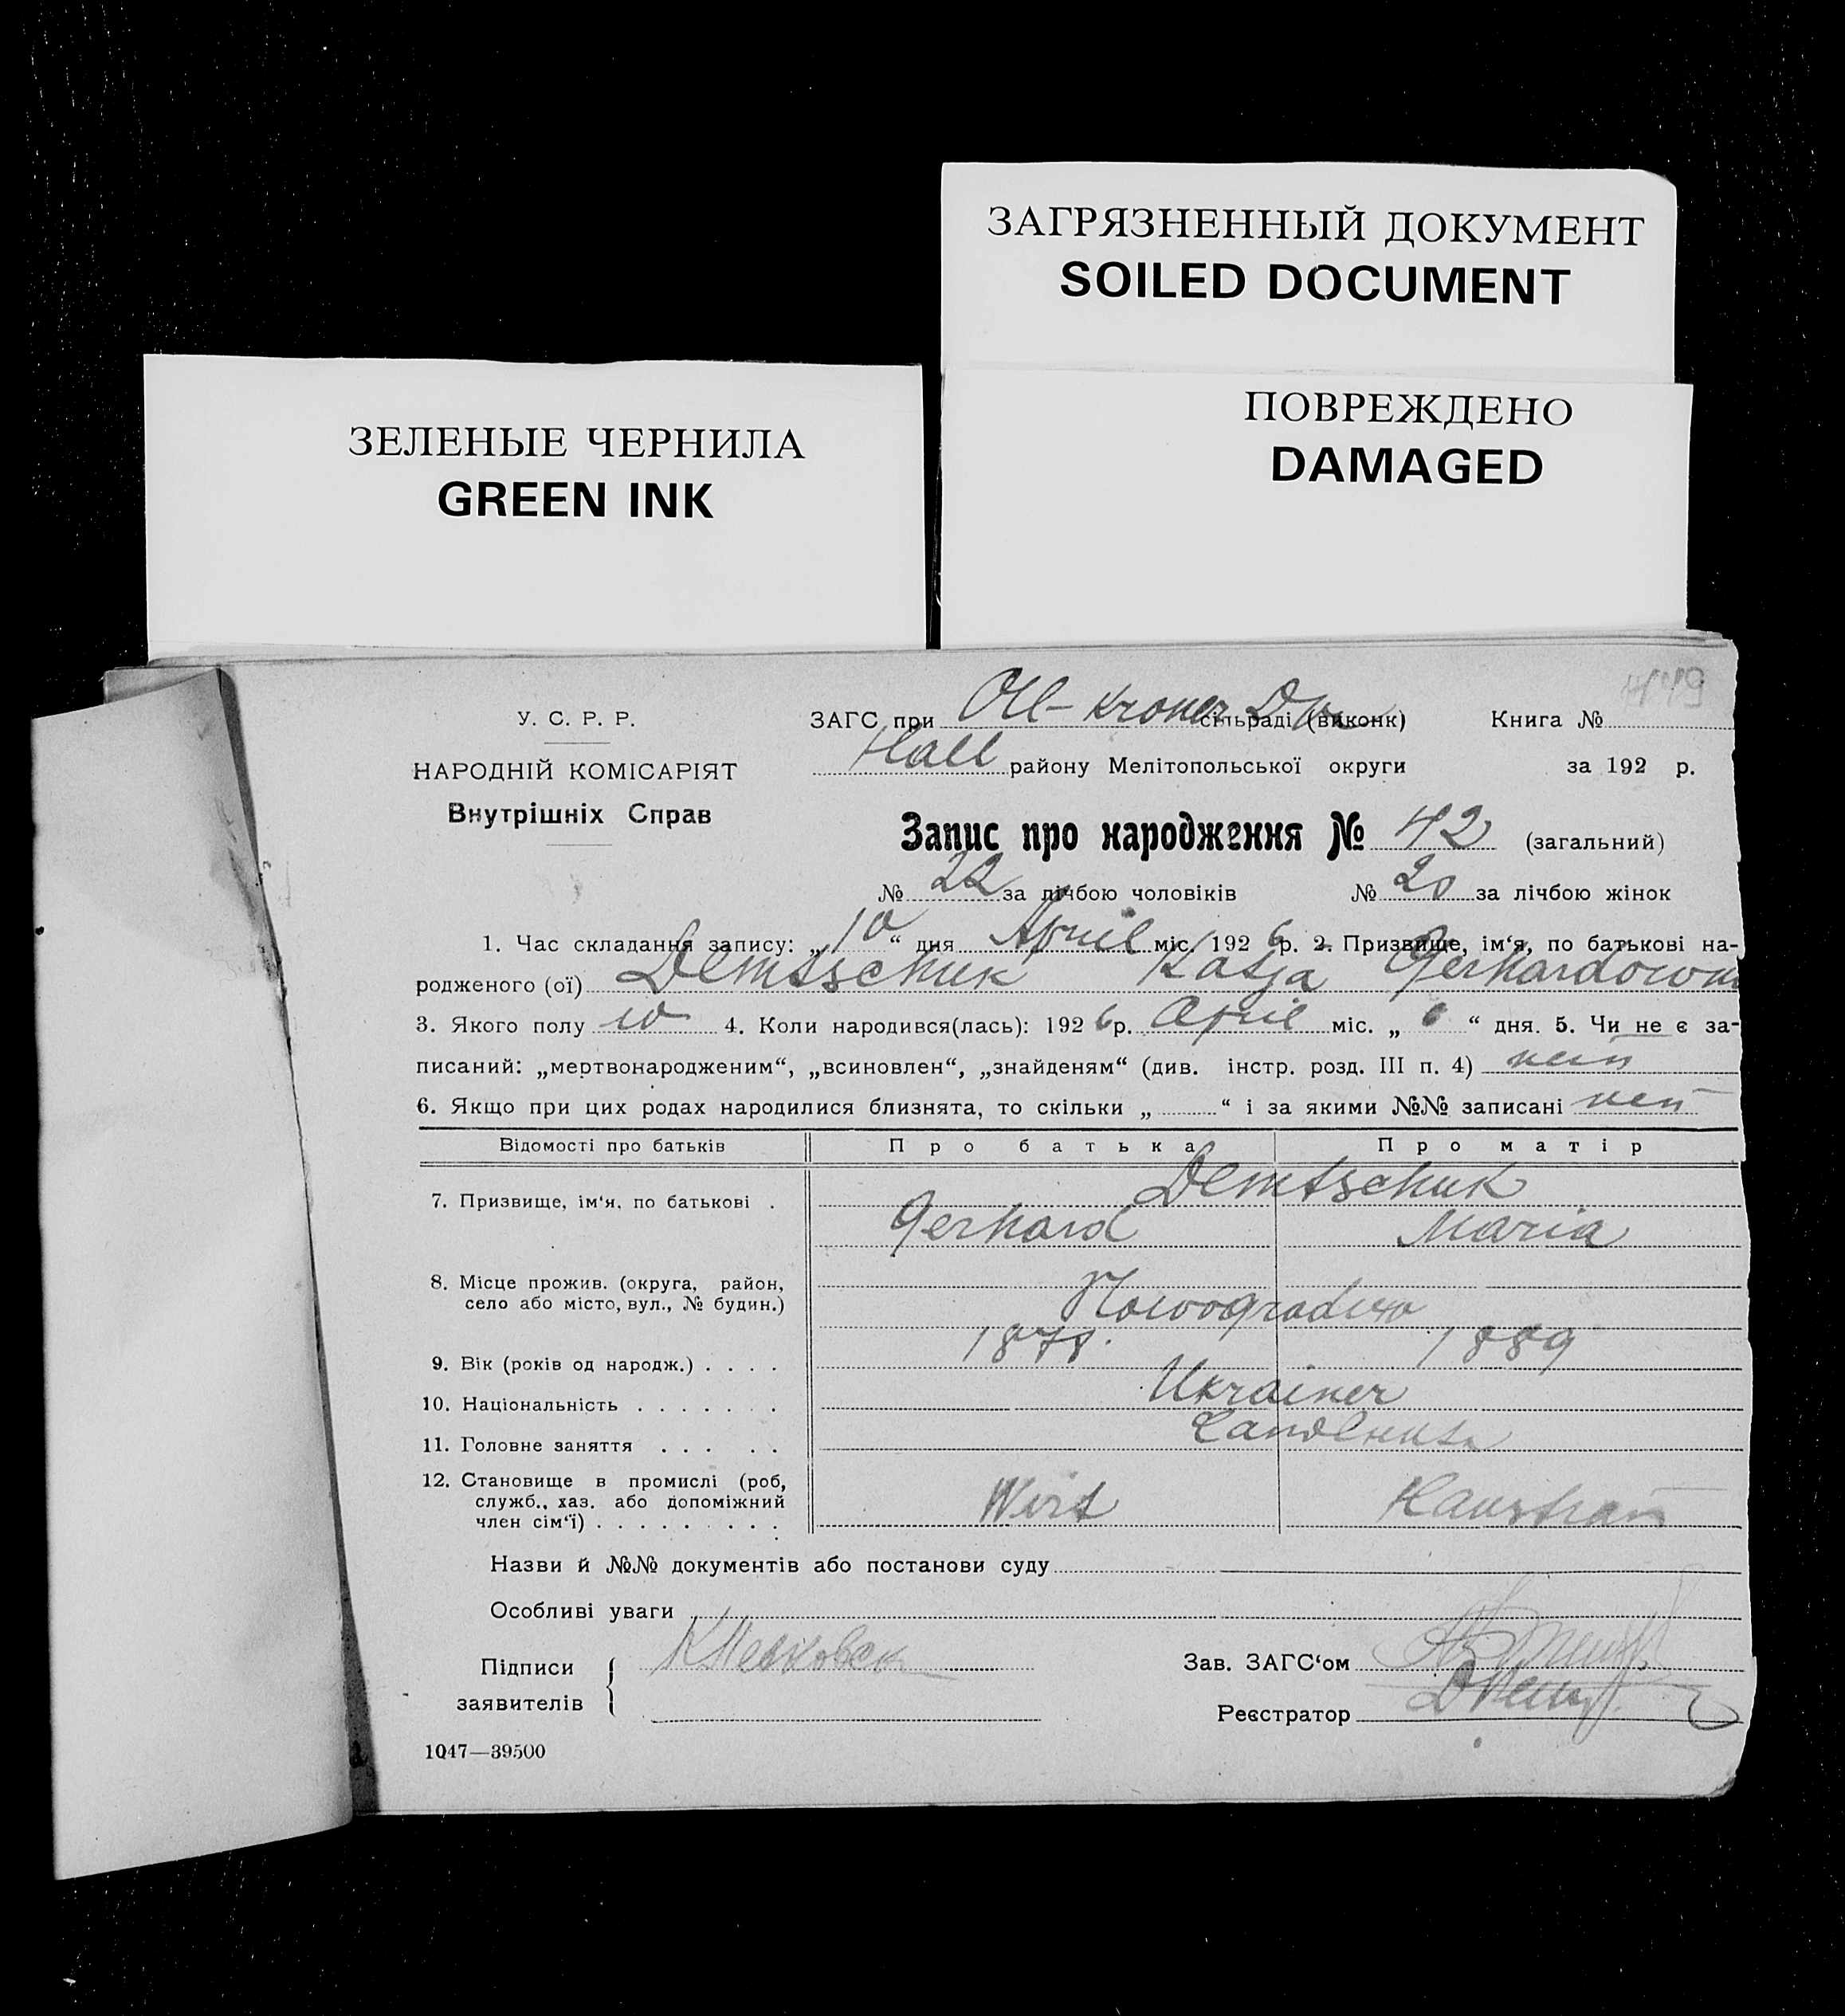 ЗАГРЯЗНЕННЫЙ ДОКУМЕНТ
SOILED DOCUMENT
ПОВРЕЖДЕНО
DAMAGED
ЗЕЛЕНЫЕ ЧЕРНИЛА
GREEN INK
У. С. Р. Р.
НАРОДНІЙ КОМІСАРІЯТ
Внутрішніх Справ
ЗАГС при сільраді (виконк) Книга №
Hall району Мелітопольської округи за 192 р.
Запис про народження № 42 (загальний)
№ 22 за лічбою чоловіків № 20 за лічбою жінок
1. Час складання запису: „10“ дня April міс. 1926 р. 2. Призвище, ім‘я, по батькові на-
родженого (ої) Demtschuk Katja Gerhardown
3. Якого полу w 4. Коли народився(лась): 1926 р. April міс. „6“ дня. 5. Чи не є за-
писаний: „мертвонародженим“, „всиновлен“, „знайденям“ (див. інстр. розд. III п. 4) nein
6. Якщо при цих родах народилися близнята, то скільки „ “ і за якими №№ записані nein
Відомості про батьків Про батька Про матір
7. Призвище, ім‘я, по батькові . Demtschuk
Gerhard Maria
8. Місце прожив. (округа, район,
село або місто, вул., № будин.)
9. Вік (років од народж.) . . . . 1878. 1889
10. Національність . . . . . . . Ukrainer
11. Головне заняття . . . . .
12. Становище в промислі (роб,
служб., хаз. або допоміжний
член сім‘ї) . . . . . . . . . Wirt Hausfrau
Назви й №№ документів або постанови суду
Особливі уваги
Підписи
заявителів
Зав. ЗАГС‘ом
Реєстратор
1047—39500